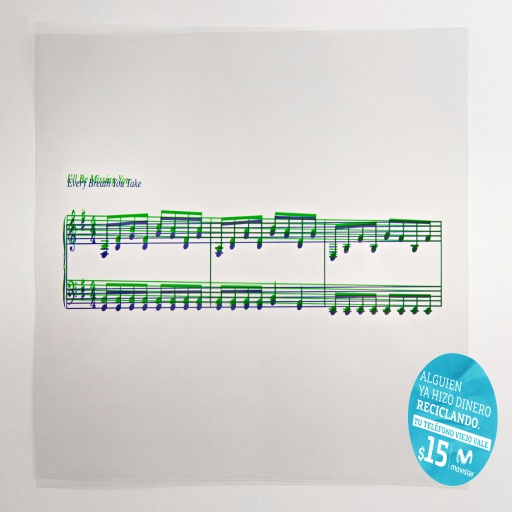 I'll Be Missing You
Every Breath You Take
ALGUIEN
YA HIZO DINERO
RECICLANDO.
TU TELÉFONO VIEJO VALE
$15
movistar